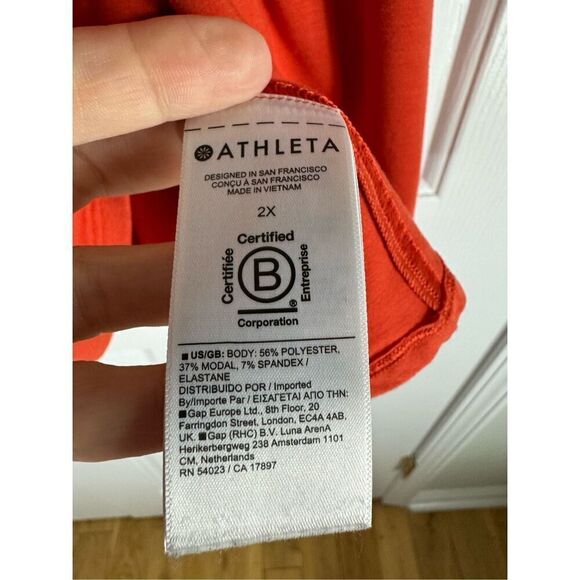 ATHLETA
DESIGNED IN SAN FRANCISCO
CONÇU À SAN FRANCISCO
MADE IN VIETNAM
2X
Certified
Certifiée
B
®
Entreprise
Corporation
US/GB: BODY: 56% POLYESTER,
37% MODAL, 7% SPANDEX /
ELASTANE
DISTRIBUIDO POR / Imported
By/Importe Par / ΕΙΣΑΓΕΤΑΙ ΑΠΟ ΤΗΝ:
Gap Europe Ltd., 8th Floor, 20
Farringdon Street, London, EC4A 4AB,
UK. Gap (RHC) B.V. Luna ArenA
Herikerbergweg 238 Amsterdam 1101
CM, Netherlands
RN 54023 / CA 17897